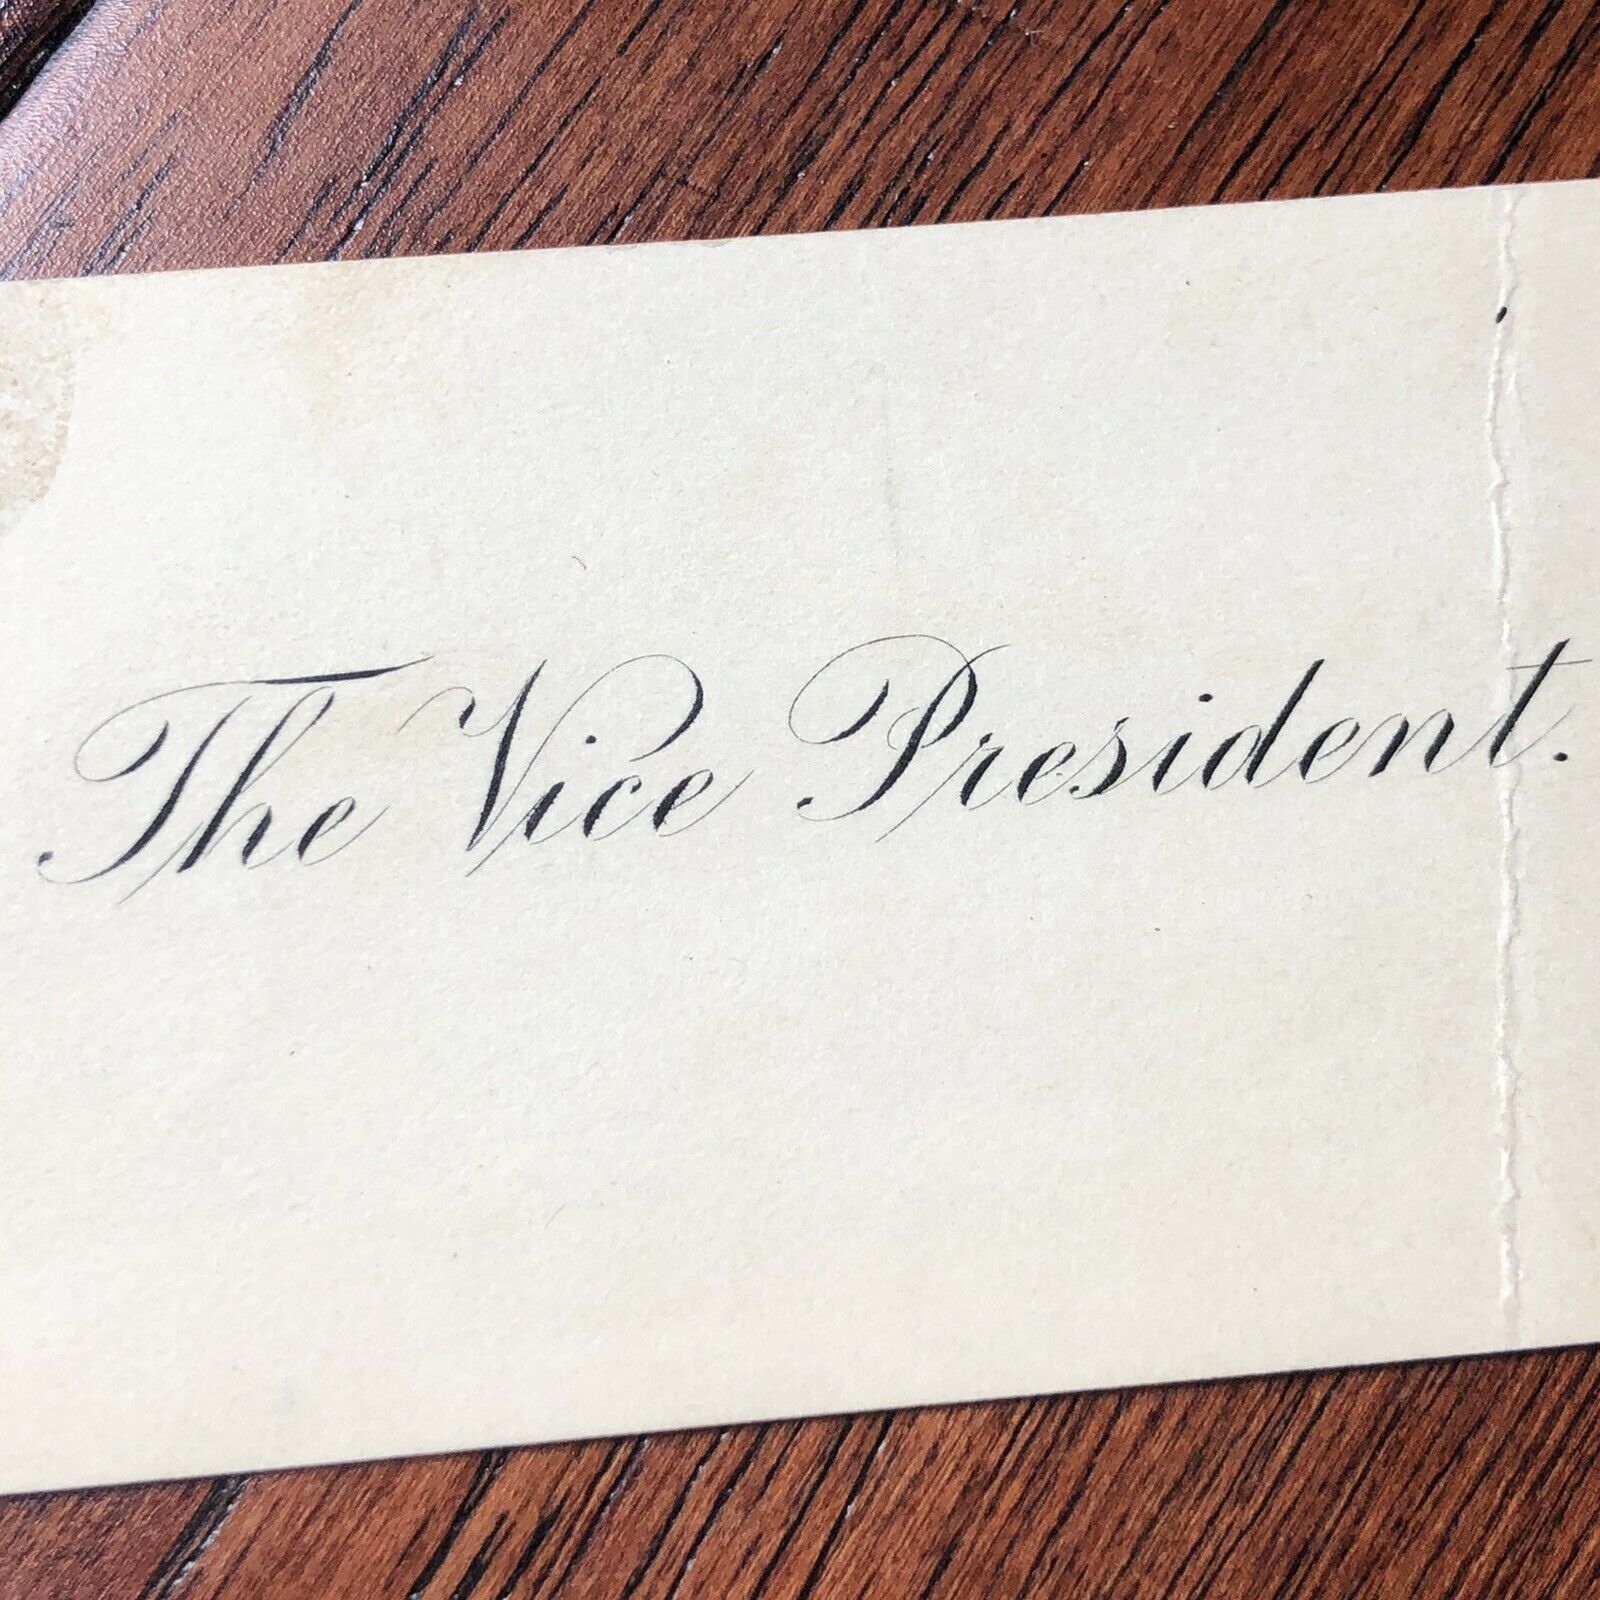 The Vice President.